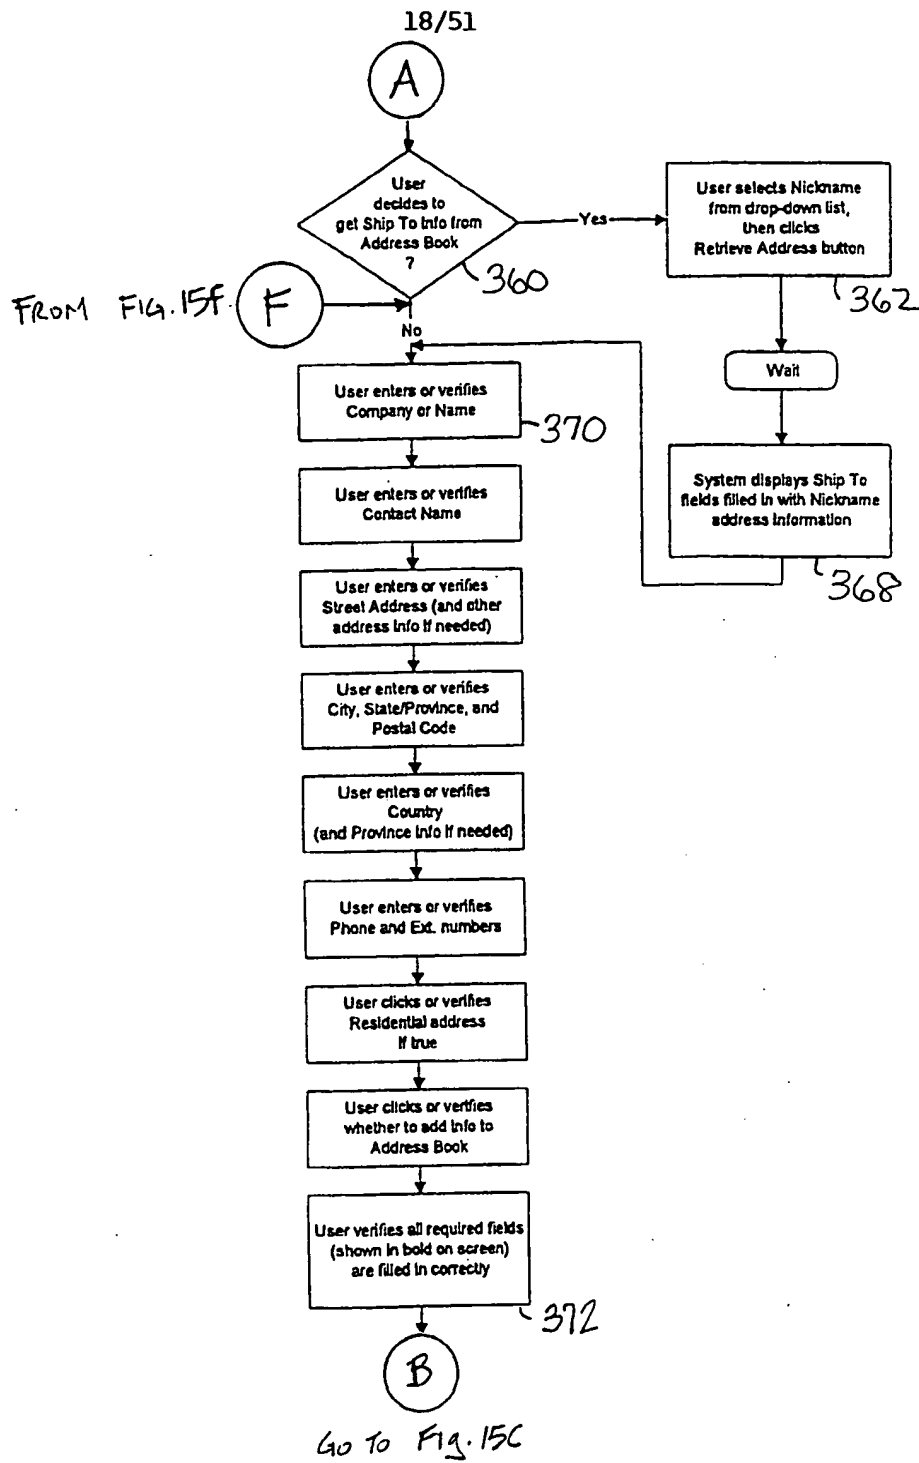 18/51
A
User
decides to
get Ship To Info from
Address Book
?
360
Yes
User selects Nickname
from drop-down list,
then clicks
Retrieve Address button
362
FROM FIG. 15f.
F
No
Wait
User enters or verifies
Company or Name
370
System displays Ship To
fields filled in with Nickname
address information
368
User enters or verifies
Contact Name
User enters or verifies
Street Address (and other
address info if needed)
User enters or verifies
City, State/Province, and
Postal Code
User enters or verifies
Country
(and Province info if needed)
User enters or verifies
Phone and Ext. numbers
User clicks or verifies
Residential address
if true
User clicks or verifies
whether to add info to
Address Book
User verifies all required fields
(shown in bold on screen)
are filled in correctly
372
B
Go To Fig. 15C